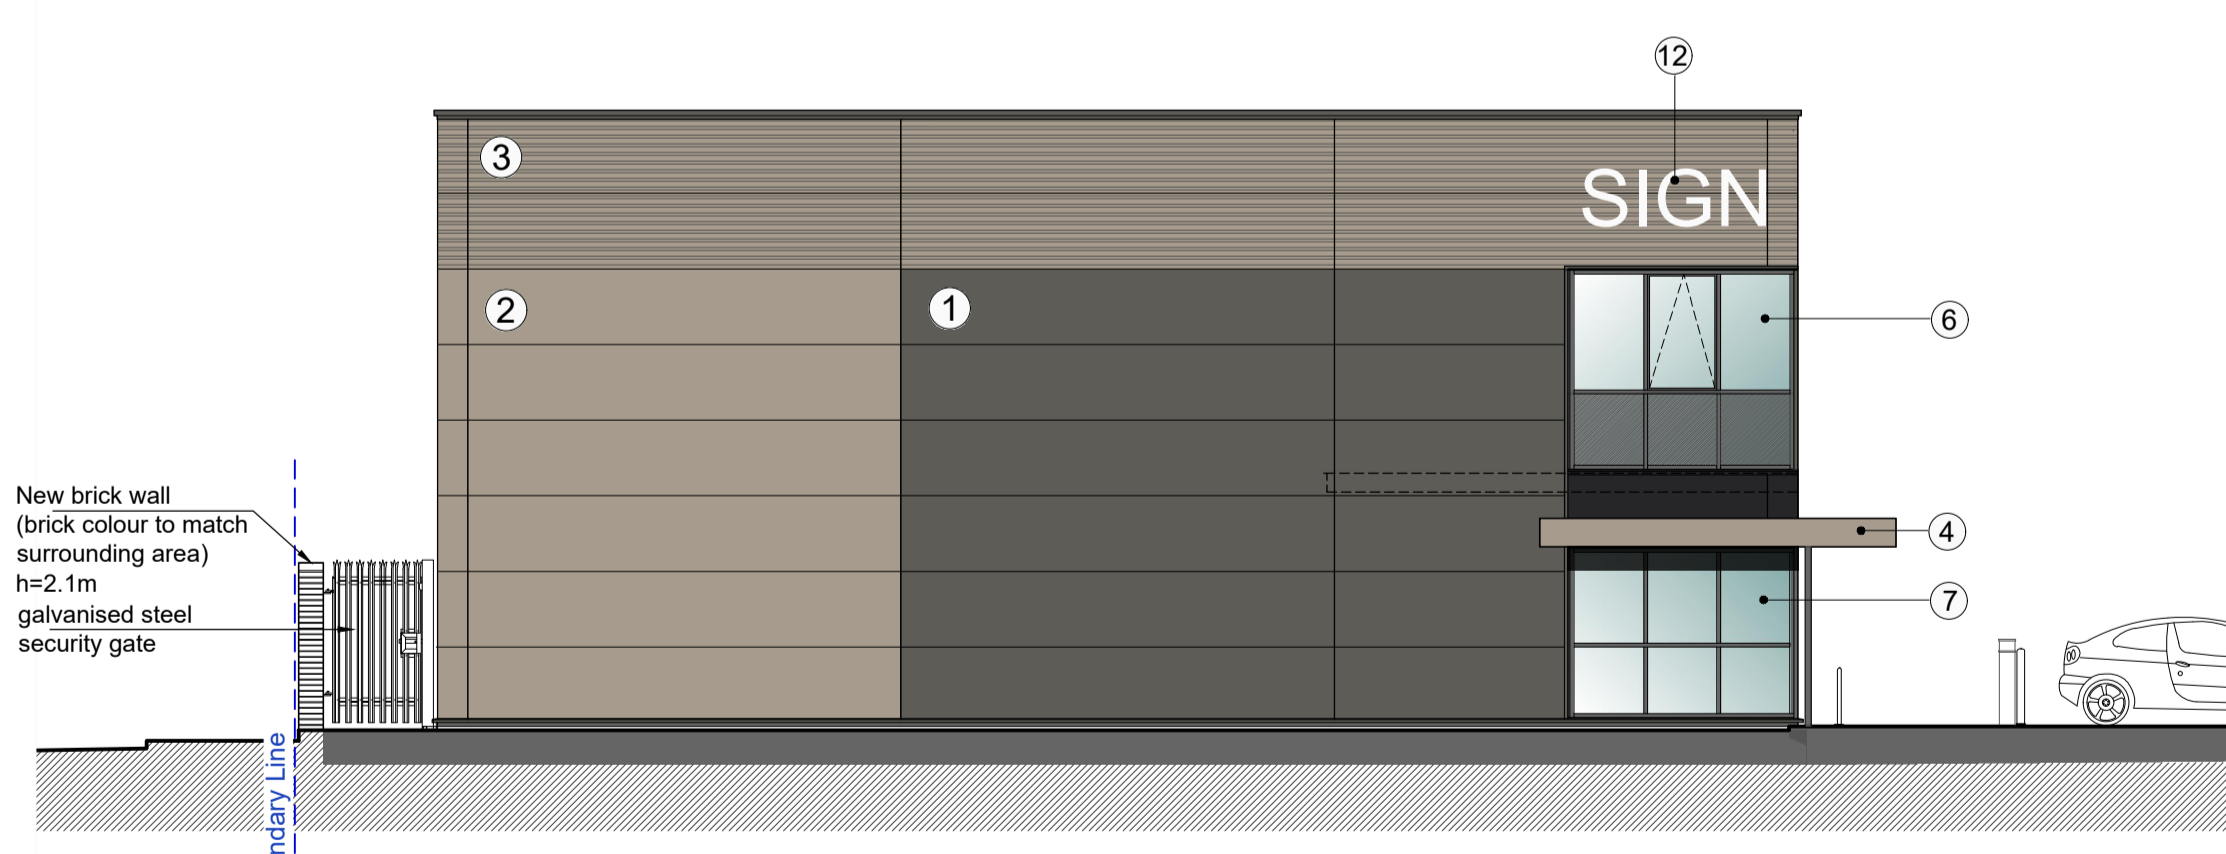 12
3
SIGN
2
1
6
New brick wall
(brick colour to match
surrounding area)
h=2.1m
galvanised steel
security gate
4
7
ndary Line